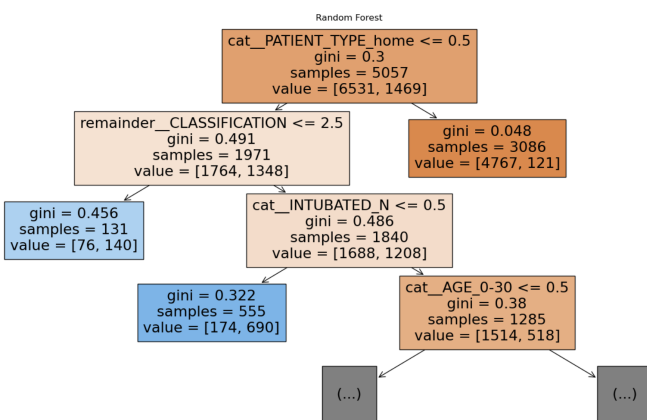 Random Forest
cat__PATIENT_TYPE_home <= 0.5
gini = 0.3
samples = 5057
value = [6531, 1469]
remainder__CLASSIFICATION <= 2.5
gini = 0.491
samples = 1971
value = [1764, 1348]
gini = 0.048
samples = 3086
value = [4767, 121]
gini = 0.456
samples = 131
value = [76, 140]
cat__INTUBATED_N <= 0.5
gini = 0.486
samples = 1840
value = [1688, 1208]
gini = 0.322
samples = 555
value = [174, 690]
cat__AGE_0-30 <= 0.5
gini = 0.38
samples = 1285
value = [1514, 518]
(...)
(...)